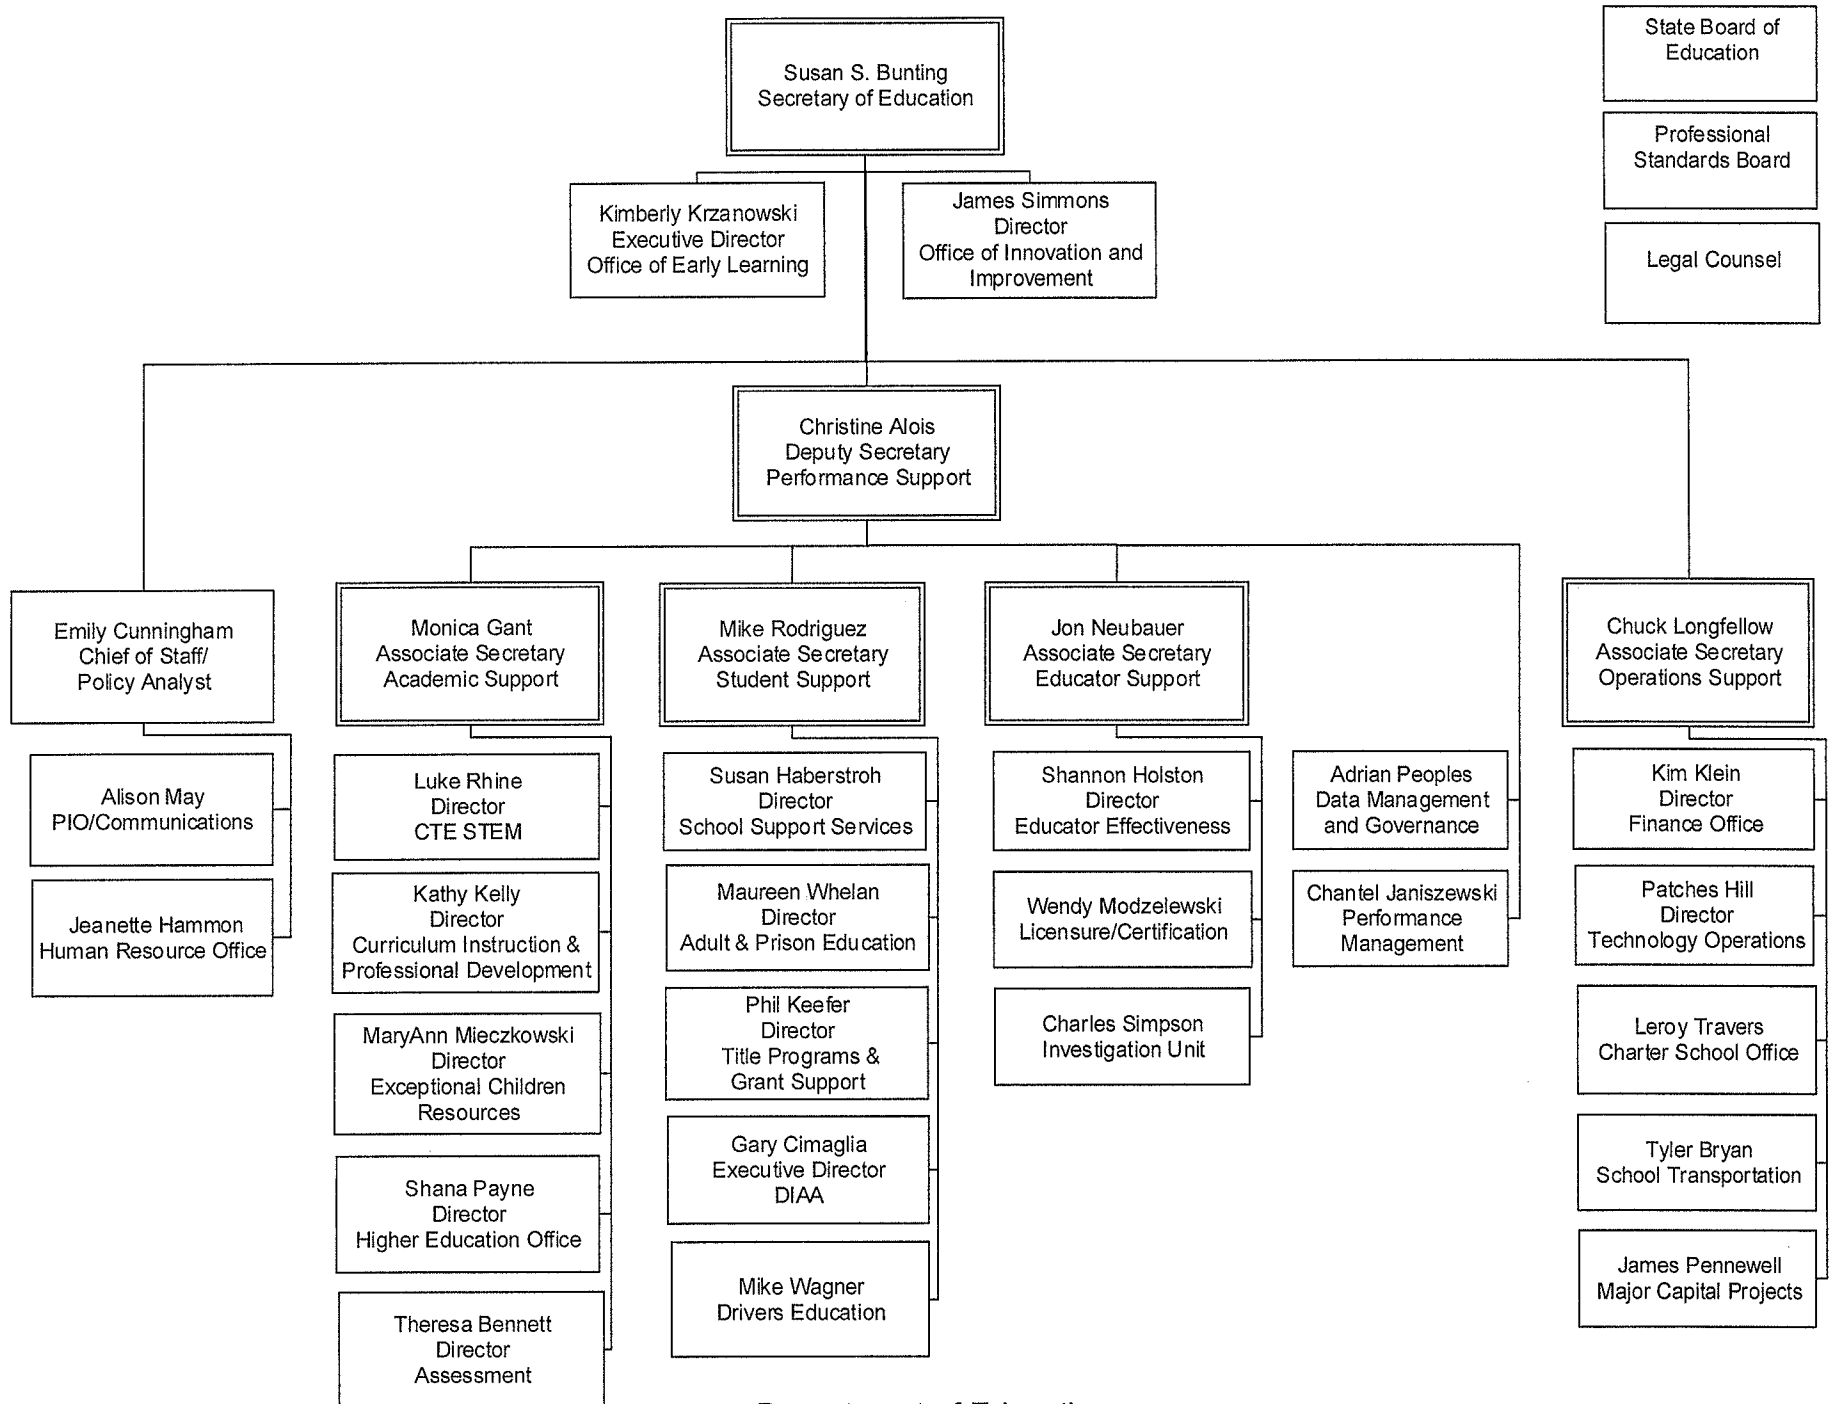 Susan S. Bunting
Secretary of Education
State Board of
Education
Professional
Standards Board
Legal Counsel
Kimberly Krzanowski
Executive Director
Office of Early Learning
James Simmons
Director
Office of Innovation and
Improvement
Christine Alois
Deputy Secretary
Performance Support
Emily Cunningham
Chief of Staff/
Policy Analyst
Alison May
PIO/Communications
Jeanette Hammon
Human Resource Office
Monica Gant
Associate Secretary
Academic Support
Luke Rhine
Director
CTE STEM
Kathy Kelly
Director
Curriculum Instruction &
Professional Development
MaryAnn Mieczkowski
Director
Exceptional Children
Resources
Shana Payne
Director
Higher Education Office
Theresa Bennett
Director
Assessment
Mike Rodriguez
Associate Secretary
Student Support
Susan Haberstroh
Director
School Support Services
Maureen Whelan
Director
Adult & Prison Education
Phil Keefer
Director
Title Programs &
Grant Support
Gary Cimaglia
Executive Director
DIAA
Mike Wagner
Drivers Education
Jon Neubauer
Associate Secretary
Educator Support
Shannon Holston
Director
Educator Effectiveness
Wendy Modzelewski
Licensure/Certification
Charles Simpson
Investigation Unit
Adrian Peoples
Data Management
and Governance
Chantel Janiszewski
Performance
Management
Chuck Longfellow
Associate Secretary
Operations Support
Kim Klein
Director
Finance Office
Patches Hill
Director
Technology Operations
Leroy Travers
Charter School Office
Tyler Bryan
School Transportation
James Pennewell
Major Capital Projects